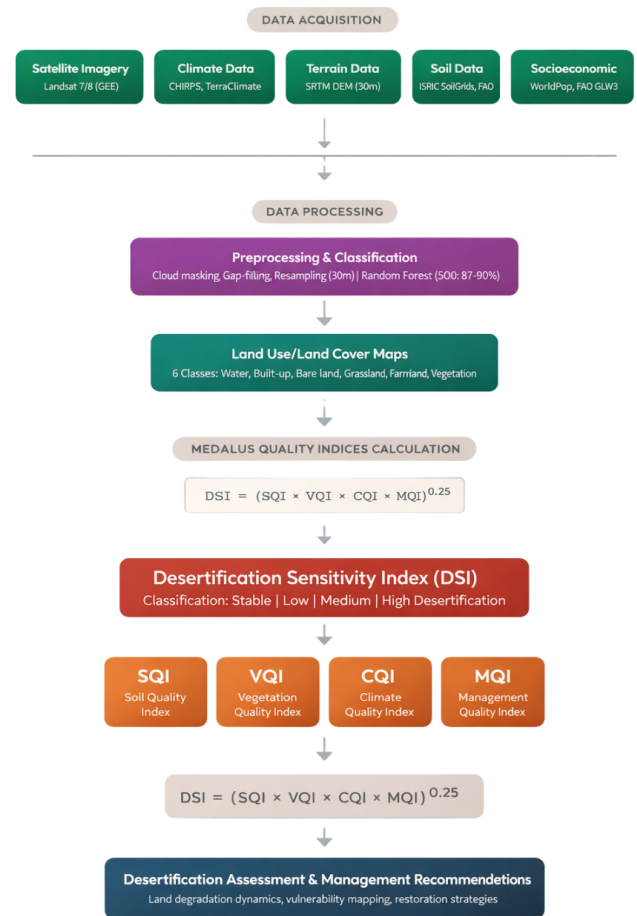 DATA ACQUISITION
Satellite Imagery
Landsat 7/8 (GEE)
Climate Data
CHIRPS, TerraClimate
Terrain Data
SRTM DEM (30m)
Soil Data
ISRIC SoilGrids, FAO
Socioeconomic
WorldPop, FAO GLW3
DATA PROCESSING
Preprocessing & Classification
Cloud masking, Gap-filling, Resampling (30m) | Random Forest (500: 87-90%)
Land Use/Land Cover Maps
6 Classes: Water, Built-up, Bare land, Grassland, Farmland, Vegetation
MEDALUS QUALITY INDICES CALCULATION
DSI = (SQI × VQI × CQI × MQI)^0.25
Desertification Sensitivity Index (DSI)
Classification: Stable | Low | Medium | High Desertification
SQI
Soil Quality
Index
VQI
Vegetation
Quality Index
CQI
Climate
Quality Index
MQI
Management
Quality Index
DSI = (SQI × VQI × CQI × MQI)^0.25
Desertification Assessment & Management Recommendetions
Land degradation dynamics, vulnerability mapping, restoration strategies